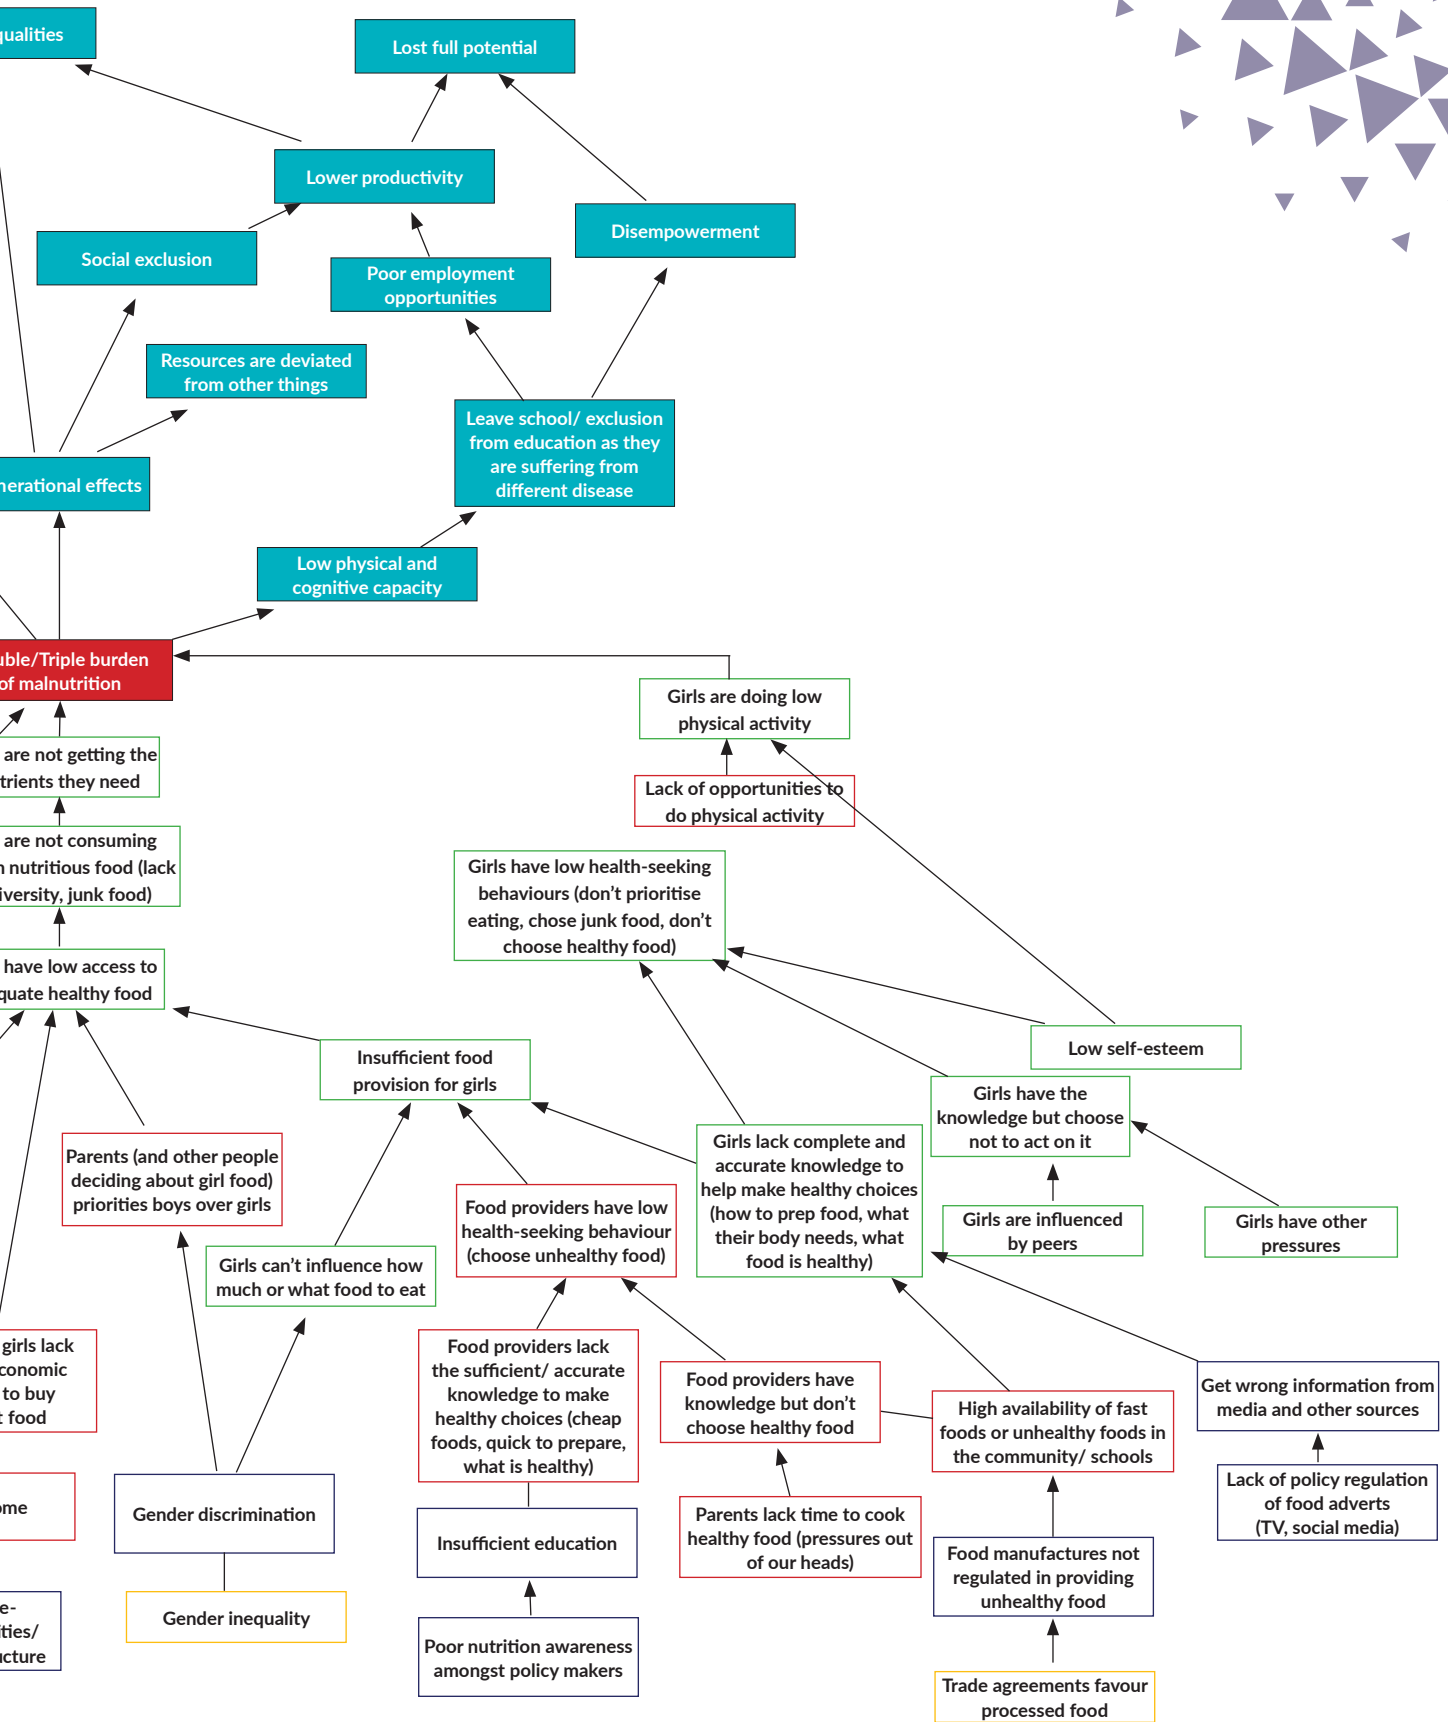 qualities
Lost full potential
Lower productivity
Disempowerment
Social exclusion
Poor employment
opportunities
Resources are deviated
from other things
Leave school/ exclusion
from education as they
are suffering from
different disease
nerational effects
Low physical and
cognitive capacity
uble/Triple burden
of malnutrition
Girls are doing low
physical activity
are not getting the
trients they need
Lack of opportunities to
do physical activity
are not consuming
n nutritious food (lack
iversity, junk food)
Girls have low health-seeking
behaviours (don’t prioritise
eating, chose junk food, don’t
choose healthy food)
have low access to
quate healthy food
Low self-esteem
Insufficient food
provision for girls
Girls have the
knowledge but choose
not to act on it
Parents (and other people
deciding about girl food)
priorities boys over girls
Girls lack complete and
accurate knowledge to
help make healthy choices
(how to prep food, what
their body needs, what
food is healthy)
Food providers have low
health-seeking behaviour
(choose unhealthy food)
Girls are influenced
by peers
Girls have other
pressures
Girls can’t influence how
much or what food to eat
girls lack
conomic
to buy
t food
Food providers lack
the sufficient/ accurate
knowledge to make
healthy choices (cheap
foods, quick to prepare,
what is healthy)
Food providers have
knowledge but don’t
choose healthy food
High availability of fast
foods or unhealthy foods in
the community/ schools
Get wrong information from
media and other sources
ome
Gender discrimination
Insufficient education
Parents lack time to cook
healthy food (pressures out
of our heads)
Lack of policy regulation
of food adverts
(TV, social media)
Food manufactures not
regulated in providing
unhealthy food
e-
ities/
ucture
Gender inequality
Poor nutrition awareness
amongst policy makers
Trade agreements favour
processed food